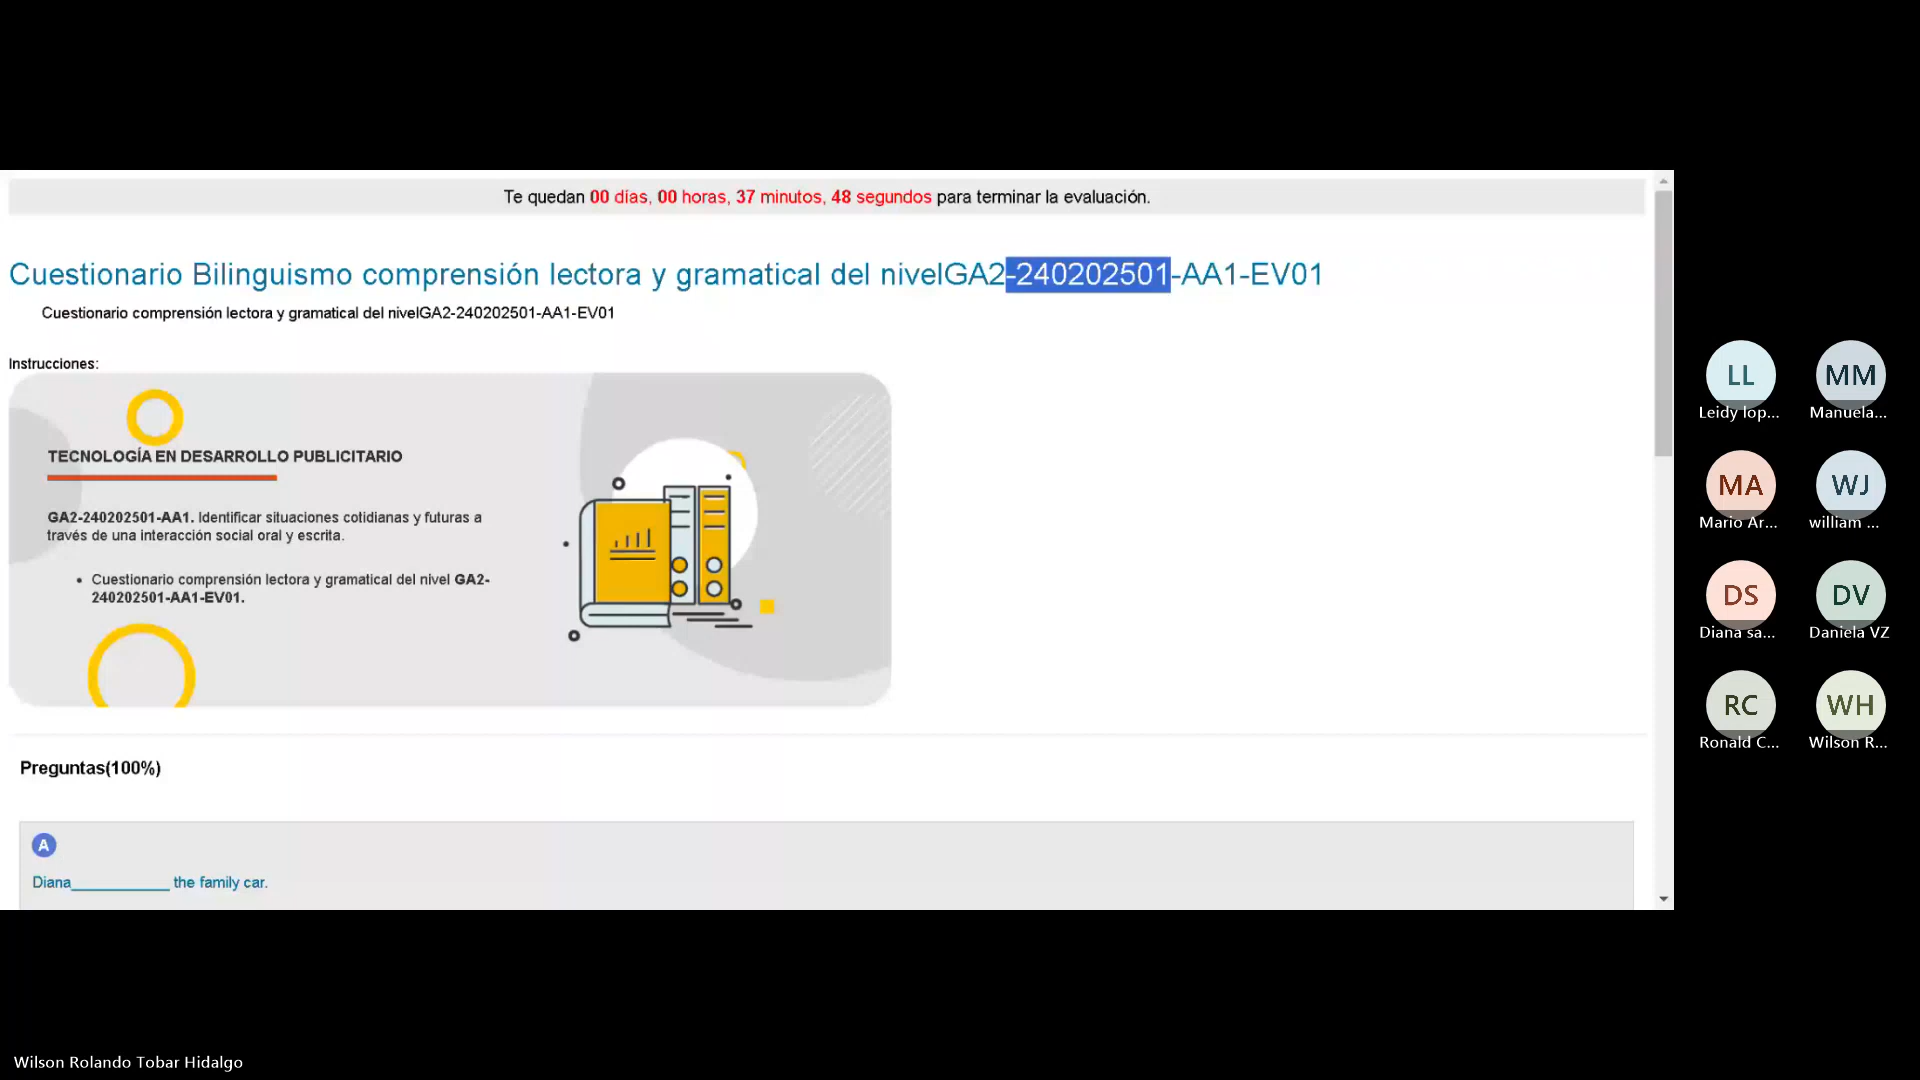 Te quedan 00 días, 00 horas, 37 minutos, 48 segundos para terminar la evaluación.
Cuestionario Bilinguismo comprensión lectora y gramatical del nivelGA2-240202501-AA1-EV01
Cuestionario comprensión lectora y gramatical del nivelGA2-240202501-AA1-EV01
Instrucciones:
TECNOLOGÍA EN DESARROLLO PUBLICITARIO
GA2-240202501-AA1. Identificar situaciones cotidianas y futuras a
través de una interacción social oral y escrita.
• Cuestionario comprensión lectora y gramatical del nivel GA2-
240202501-AA1-EV01.
Preguntas(100%)
A
Diana____________ the family car.
LL
Leidy lop...
MM
Manuela...
MA
Mario Ar...
WJ
william ...
DS
Diana sa...
DV
Daniela VZ
RC
Ronald C...
WH
Wilson R...
Wilson Rolando Tobar Hidalgo